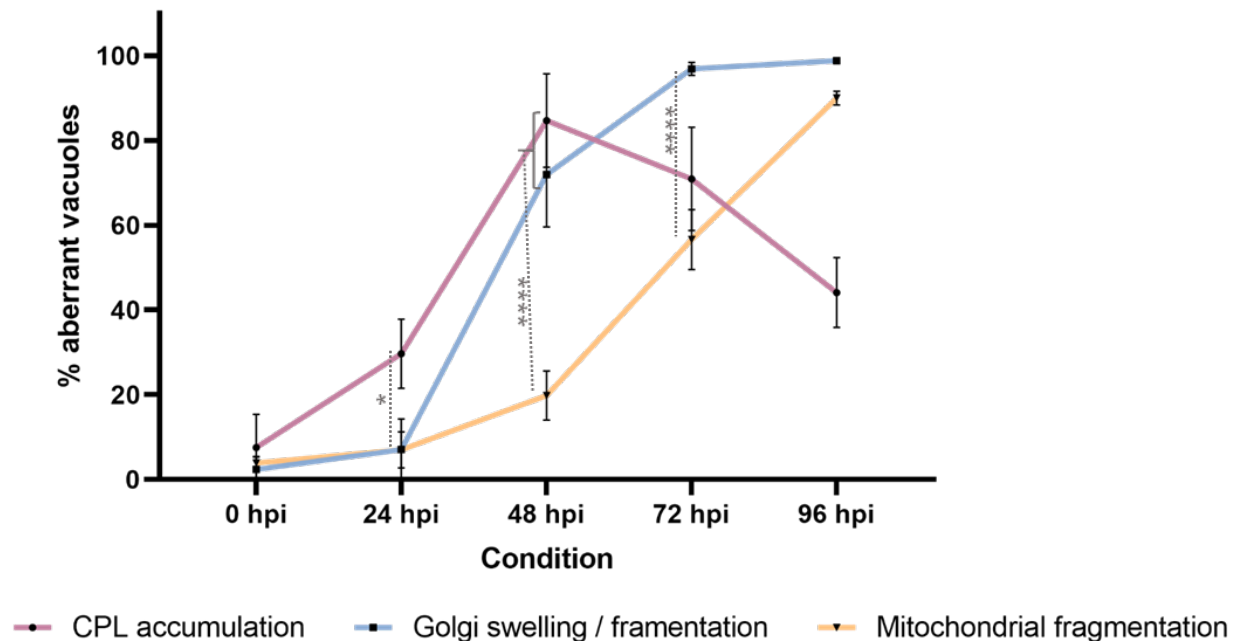 100
80
60
40
20
0
% aberrant vacuoles
*
****
****
0 hpi 24 hpi 48 hpi 72 hpi 96 hpi
Condition
CPL accumulation Golgi swelling / framentation Mitochondrial fragmentation